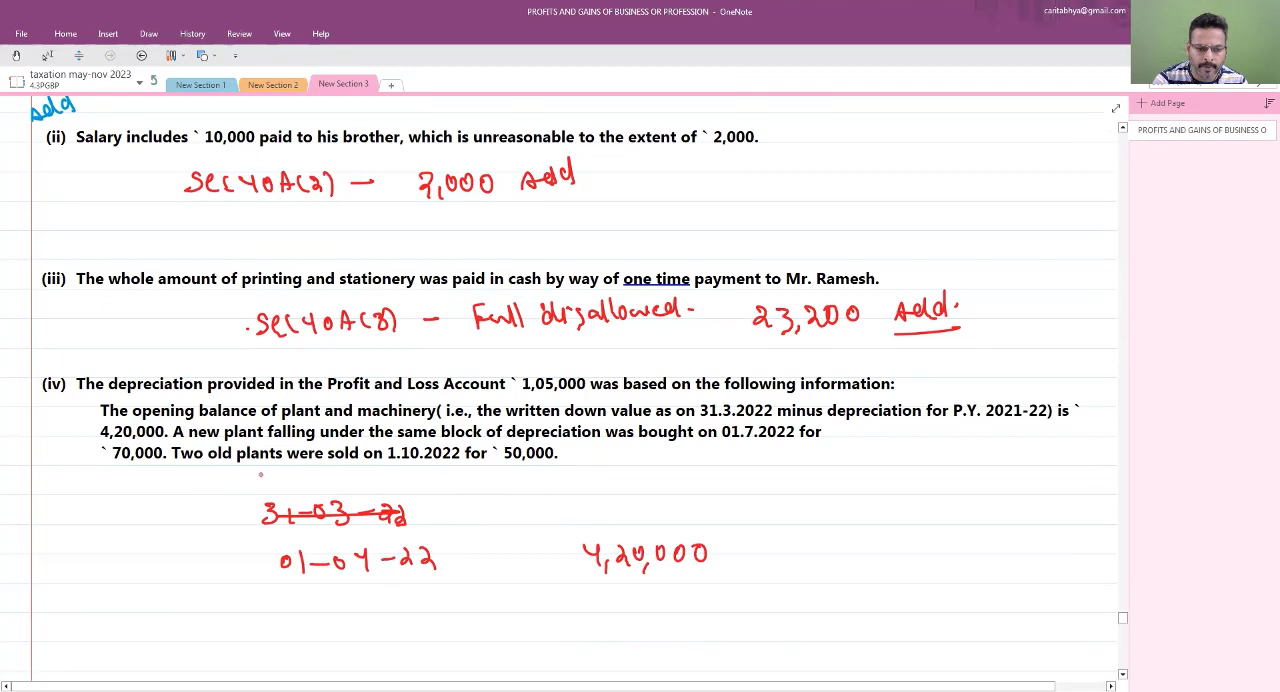 PROFITS AND GAINS OF BUSINESS OR PROFESSION - OneNote
caritabhya@gmail.com
File Home Insert Draw History Review View Help
taxation may-nov 2023
4.3PGBP
New Section 1 New Section 2 New Section 3 +
Add Page
PROFITS AND GAINS OF BUSINESS O
Add
(ii) Salary includes ` 10,000 paid to his brother, which is unreasonable to the extent of ` 2,000.
Sec 40A(2) - 2,000 Add
(iii) The whole amount of printing and stationery was paid in cash by way of one time payment to Mr. Ramesh.
Sec 40A(3) - Full disallowed - 23,200 Add.
(iv) The depreciation provided in the Profit and Loss Account ` 1,05,000 was based on the following information:
The opening balance of plant and machinery( i.e., the written down value as on 31.3.2022 minus depreciation for P.Y. 2021-22) is `
4,20,000. A new plant falling under the same block of depreciation was bought on 01.7.2022 for
` 70,000. Two old plants were sold on 1.10.2022 for ` 50,000.
31-03-22
01-04-22 4,20,000